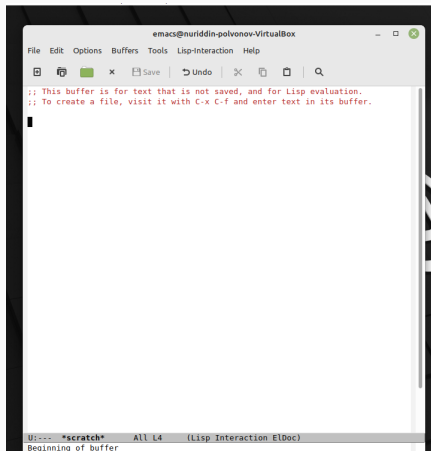 emacs@nuriddin-polvonov-VirtualBox
File Edit Options Buffers Tools Lisp-Interaction Help
Save Undo
;; This buffer is for text that is not saved, and for Lisp evaluation.
;; To create a file, visit it with C-x C-f and enter text in its buffer.
U:--- *scratch* All L4 (Lisp Interaction ElDoc)
Beginning of buffer